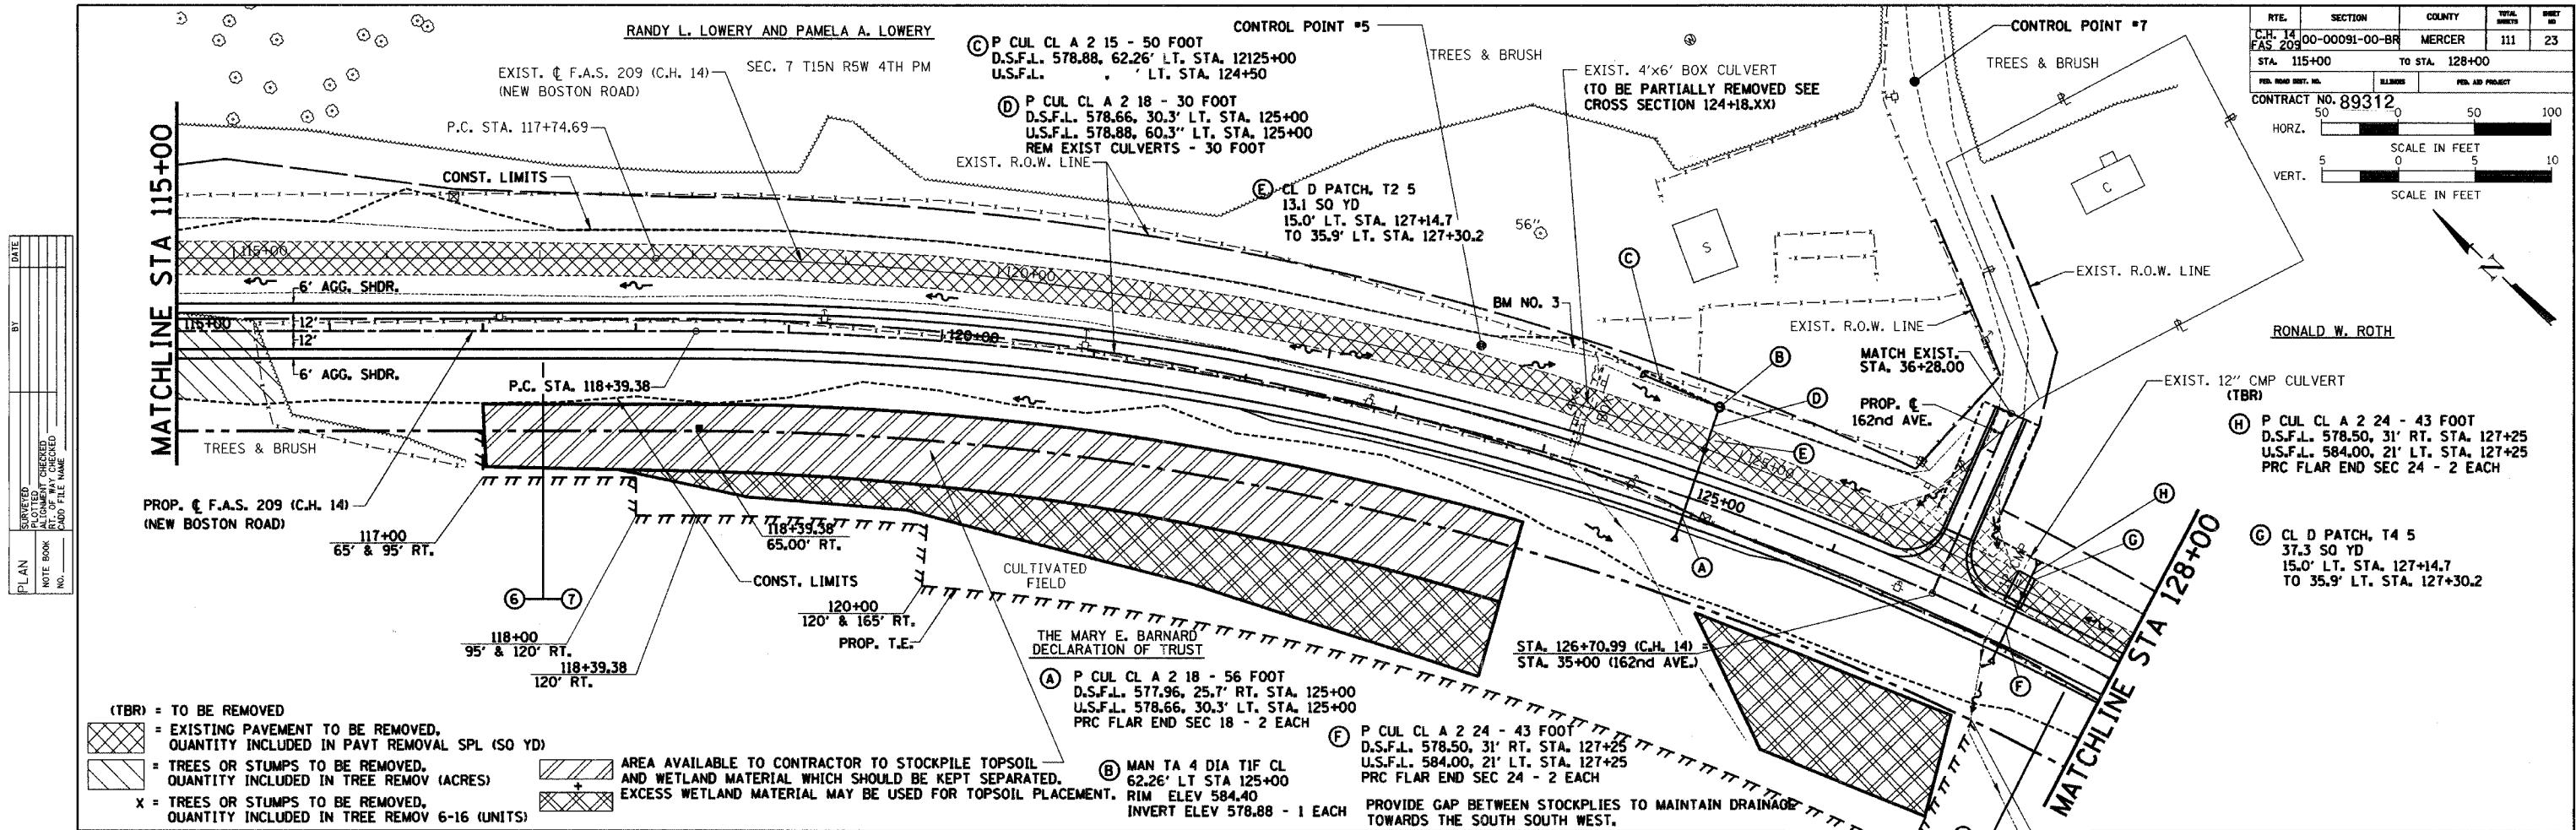 RANDY L. LOWERY AND PAMELA A. LOWERY
SEC. 7 T15N R5W 4TH PM
EXIST. ℄ F.A.S. 209 (C.H. 14)
(NEW BOSTON ROAD)
P.C. STA. 117+74.69
CONST. LIMITS
EXIST. R.O.W. LINE
Ⓒ P CUL CL A 2 15 - 50 FOOT
D.S.F.L. 578.88, 62.26' LT. STA. 12125+00
U.S.F.L. . ' LT. STA. 124+50
Ⓓ P CUL CL A 2 18 - 30 FOOT
D.S.F.L. 578.66, 30.3' LT. STA. 125+00
U.S.F.L. 578.88, 60.3" LT. STA. 125+00
REM EXIST CULVERTS - 30 FOOT
CONTROL POINT #5
TREES & BRUSH
EXIST. 4'x6' BOX CULVERT
(TO BE PARTIALLY REMOVED SEE
CROSS SECTION 124+18.XX)
CONTROL POINT #7
TREES & BRUSH
RTE.
SECTION
COUNTY
TOTAL SHEETS
SHEET NO
C.H. 14
FAS 209
00-00091-00-BR
MERCER
111
23
STA. 115+00 TO STA. 128+00
FED. ROAD DIST. NO.
ILLINOIS
FED. AID PROJECT
CONTRACT NO. 89312
HORZ.
50 0 50 100
SCALE IN FEET
VERT.
5 0 5 10
SCALE IN FEET
N
Ⓔ CL D PATCH, T2 5
13.1 SQ YD
15.0' LT. STA. 127+14.7
TO 35.9' LT. STA. 127+30.2
56"
S
C
Ⓒ
BM NO. 3
EXIST. R.O.W. LINE
EXIST. R.O.W. LINE
MATCH EXIST.
STA. 36+28.00
PROP. ℄
162nd AVE.
Ⓑ
Ⓓ
Ⓔ
RONALD W. ROTH
EXIST. 12" CMP CULVERT
(TBR)
Ⓗ P CUL CL A 2 24 - 43 FOOT
D.S.F.L. 578.50, 31' RT. STA. 127+25
U.S.F.L. 584.00, 21' LT. STA. 127+25
PRC FLAR END SEC 24 - 2 EACH
Ⓗ
Ⓖ
Ⓖ CL D PATCH, T4 5
37.3 SQ YD
15.0' LT. STA. 127+14.7
TO 35.9' LT. STA. 127+30.2
MATCHLINE STA 115+00
115+00
120+00
125+00
6' AGG. SHDR.
115+00
12'
12'
120+00
6' AGG. SHDR.
P.C. STA. 118+39.38
125+00
Ⓐ
TREES & BRUSH
PROP. ℄ F.A.S. 209 (C.H. 14)
(NEW BOSTON ROAD)
117+00
65' & 95' RT.
⑥ ⑦
118+00
95' & 120' RT.
118+39.38
120' RT.
118+39.38
65.00' RT.
CONST. LIMITS
120+00
120' & 165' RT.
PROP. T.E.
CULTIVATED
FIELD
THE MARY E. BARNARD
DECLARATION OF TRUST
STA. 126+70.99 (C.H. 14) =
STA. 35+00 (162nd AVE.)
Ⓕ
MATCHLINE STA 128+00
Ⓐ P CUL CL A 2 18 - 56 FOOT
D.S.F.L. 577.96, 25.7' RT. STA. 125+00
U.S.F.L. 578.66, 30.3' LT. STA. 125+00
PRC FLAR END SEC 18 - 2 EACH
Ⓑ MAN TA 4 DIA T1F CL
62.26' LT STA 125+00
RIM ELEV 584.40
INVERT ELEV 578.88 - 1 EACH
Ⓕ P CUL CL A 2 24 - 43 FOOT
D.S.F.L. 578.50, 31' RT. STA. 127+25
U.S.F.L. 584.00, 21' LT. STA. 127+25
PRC FLAR END SEC 24 - 2 EACH
PROVIDE GAP BETWEEN STOCKPLIES TO MAINTAIN DRAINAGE
TOWARDS THE SOUTH SOUTH WEST.
(TBR) = TO BE REMOVED
= EXISTING PAVEMENT TO BE REMOVED,
QUANTITY INCLUDED IN PAVT REMOVAL SPL (SQ YD)
= TREES OR STUMPS TO BE REMOVED,
QUANTITY INCLUDED IN TREE REMOV (ACRES)
X = TREES OR STUMPS TO BE REMOVED,
QUANTITY INCLUDED IN TREE REMOV 6-16 (UNITS)
AREA AVAILABLE TO CONTRACTOR TO STOCKPILE TOPSOIL
+ AND WETLAND MATERIAL WHICH SHOULD BE KEPT SEPARATED.
EXCESS WETLAND MATERIAL MAY BE USED FOR TOPSOIL PLACEMENT.
PLAN
NOTE BOOK
NO.
SURVEYED
PLOTTED
ALIGNMENT CHECKED
RT. OF WAY CHECKED
CADD FILE NAME
BY
DATE